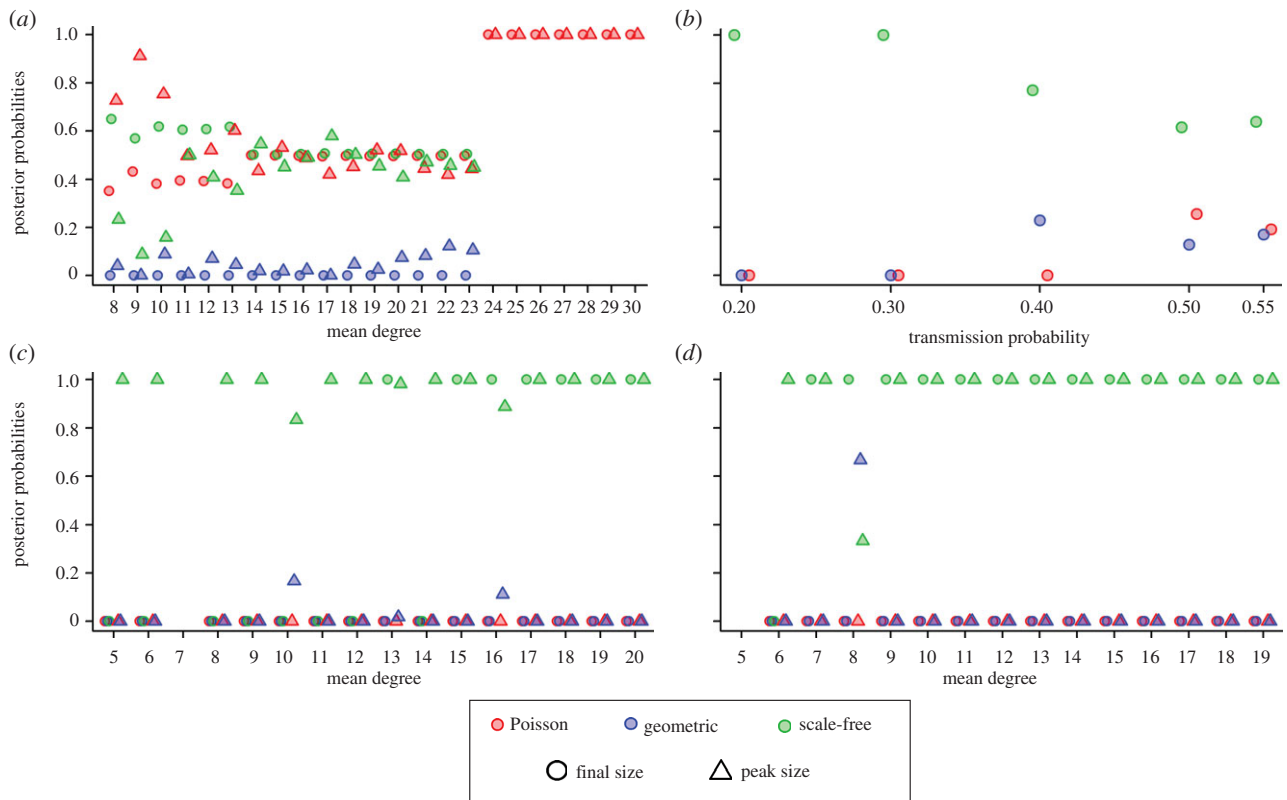 (a)
1.0
0.8
0.6
0.4
0.2
0
posterior probabilities
8 9 10 11 12 13 14 15 16 17 18 19 20 21 22 23 24 25 26 27 28 29 30
mean degree
(b)
0.20 0.30 0.40 0.50 0.55
transmission probability
(c)
1.0
0.8
0.6
0.4
0.2
0
posterior probabilities
5 6 7 8 9 10 11 12 13 14 15 16 17 18 19 20
mean degree
(d)
5 6 7 8 9 10 11 12 13 14 15 16 17 18 19
mean degree
Poisson geometric scale-free
final size peak size